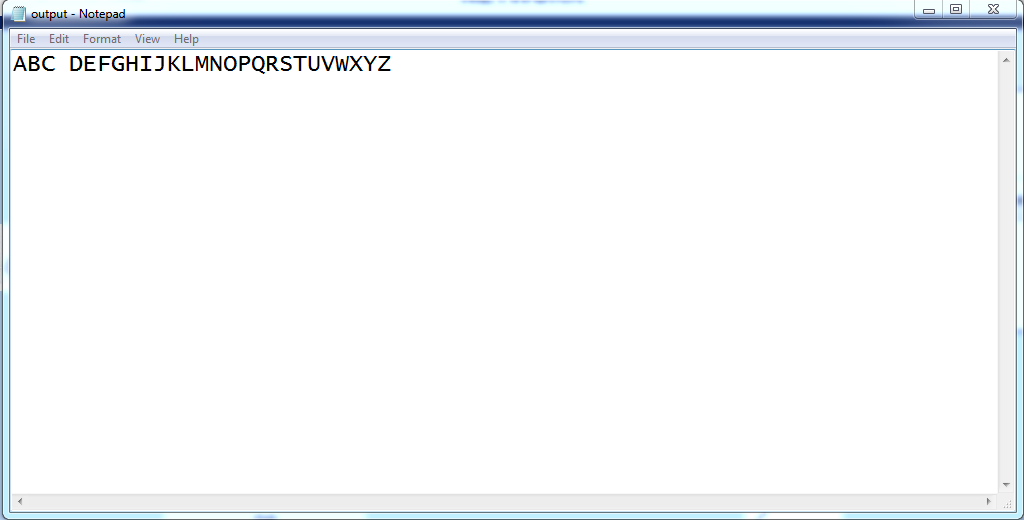 output - Notepad
File Edit Format View Help
ABC DEFGHIJKLMNOPQRSTUVWXYZ